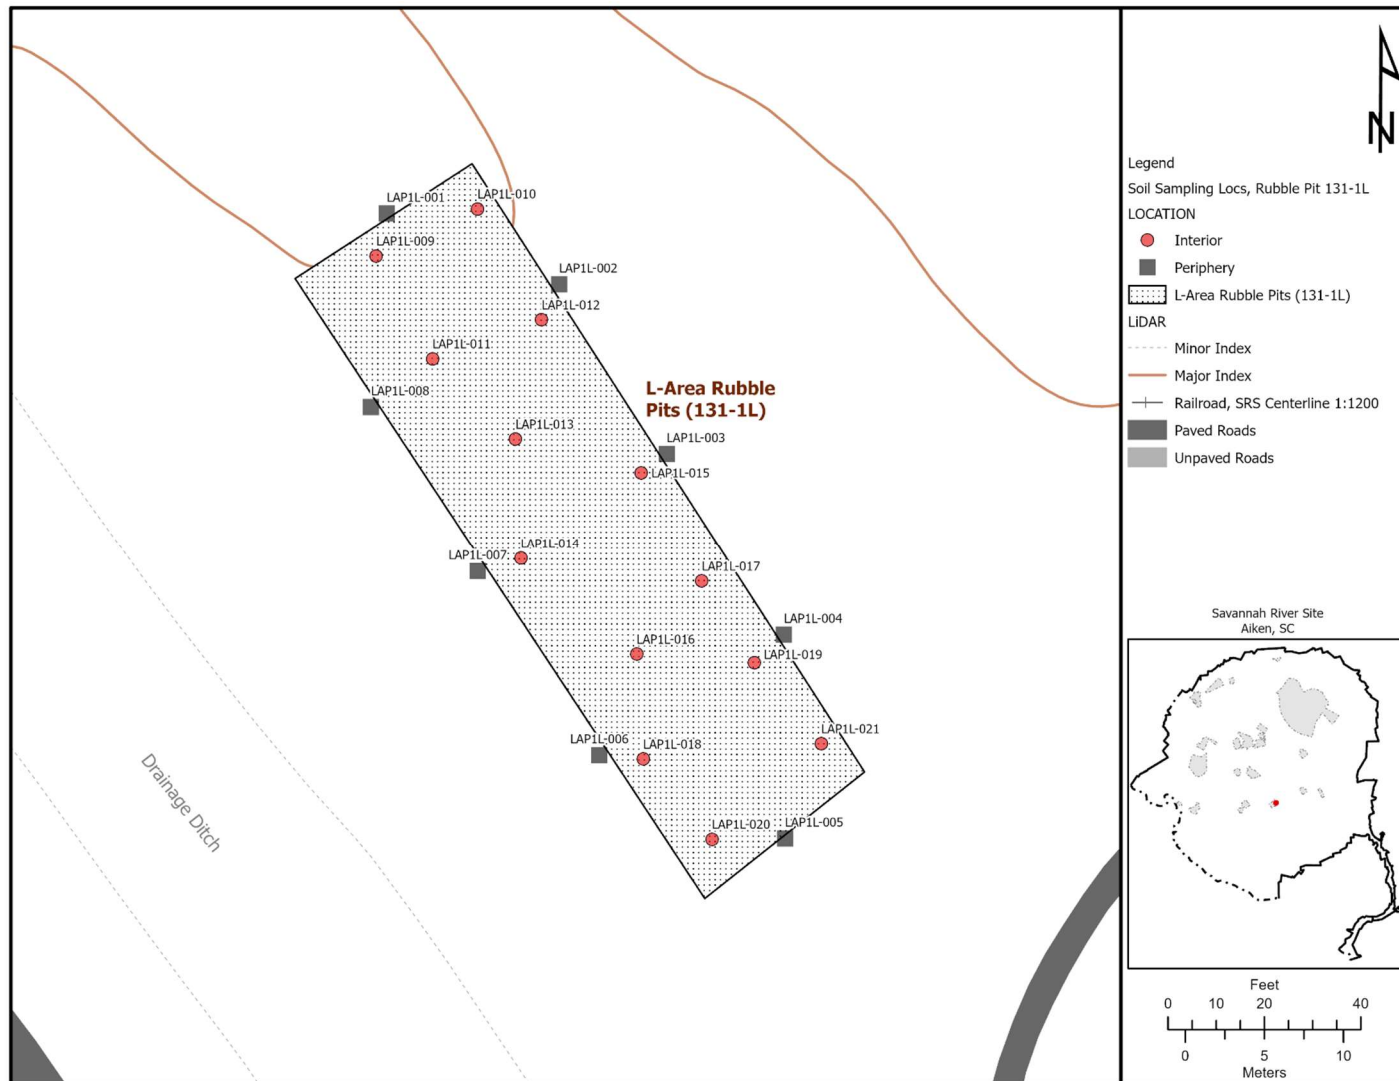 LAP1L-001
LAP1L-010
LAP1L-009
LAP1L-002
LAP1L-012
LAP1L-011
LAP1L-008
L-Area Rubble
Pits (131-1L)
LAP1L-013
LAP1L-003
LAP1L-015
LAP1L-014
LAP1L-007
LAP1L-017
LAP1L-004
LAP1L-016
LAP1L-019
LAP1L-021
LAP1L-006
LAP1L-018
LAP1L-020
LAP1L-005
Drainage Ditch
N
Legend
Soil Sampling Locs, Rubble Pit 131-1L
LOCATION
Interior
Periphery
L-Area Rubble Pits (131-1L)
LiDAR
Minor Index
Major Index
Railroad, SRS Centerline 1:1200
Paved Roads
Unpaved Roads
Savannah River Site
Aiken, SC
Feet
0 10 20 40
0 5 10
Meters